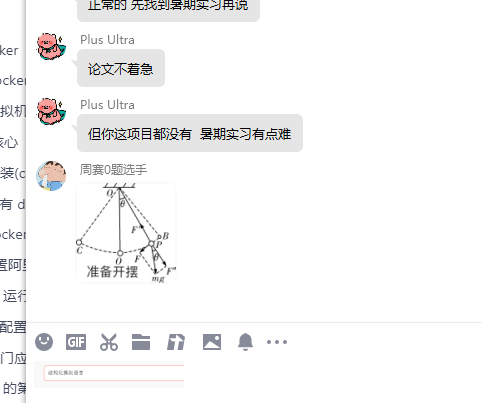 正常的 先找到暑期实习再说
Plus Ultra
论文不着急
Plus Ultra
但你这项目都没有 暑期实习有点难
周赛0题选手
O′
θ
F′
B
P
C
O
F
θ
F″
mg
准备开摆
GIF
ker
ocker
拟机
核心
装(d
有 d
ocker
置阿里
运行
配置
门应
的第